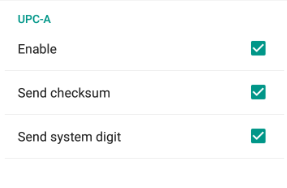 UPC-A
Enable
Send checksum
Send system digit